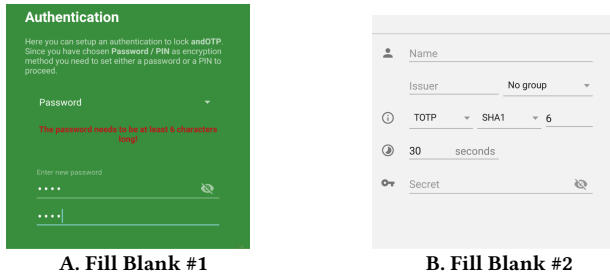 Authentication
Here you can setup an authentication to lock andOTP.
Since you have chosen Password / PIN as encryption
method you need to set either a password or a PIN to
proceed.
Password
The password needs to be at least 6 characters
long!
Enter new password
Name
Issuer No group
TOTP SHA1 6
30 seconds
Secret
A. Fill Blank #1
B. Fill Blank #2